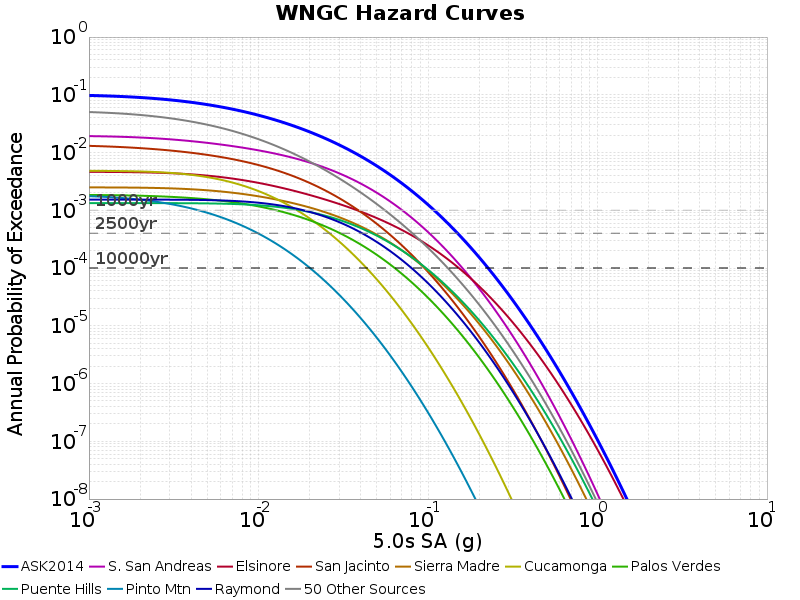 WNGC Hazard Curves
Annual Probability of Exceedance
10^0
10^-1
10^-2
10^-3
10^-4
10^-5
10^-6
10^-7
10^-8
1000yr
2500yr
10000yr
10^-3 10^-2 10^-1 10^0 10^1
5.0s SA (g)
ASK2014 S. San Andreas Elsinore San Jacinto Sierra Madre Cucamonga Palos Verdes
Puente Hills Pinto Mtn Raymond 50 Other Sources